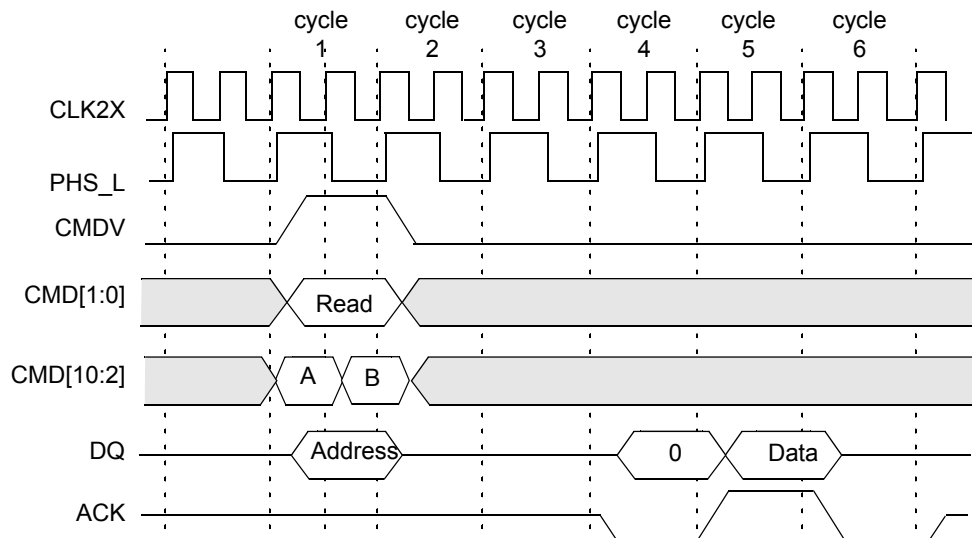 cycle cycle cycle cycle cycle cycle
1 2 3 4 5 6
CLK2X
PHS_L
CMDV
CMD[1:0] Read
CMD[10:2] A B
DQ Address 0 Data
ACK